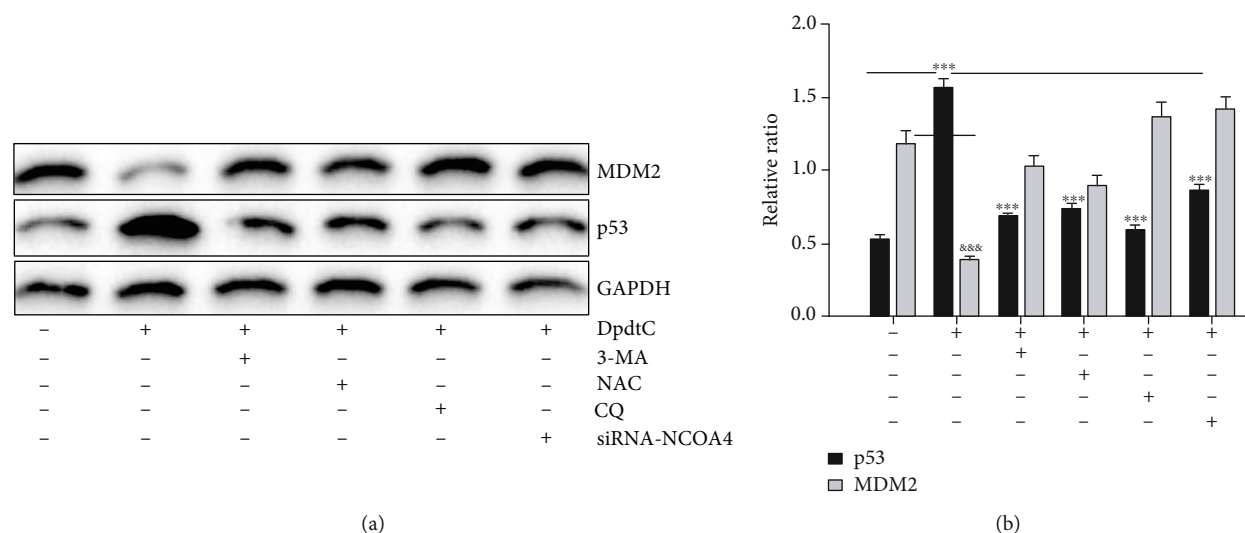 MDM2
p53
GAPDH
– + + + + + DpdtC
– – + – – – 3-MA
– – – + – – NAC
– – – – + – CQ
– – – – – + siRNA-NCOA4
(a)
Relative ratio
2.0
1.5
1.0
0.5
0.0
***
&&&
***
***
***
***
– + + + + +
– – + – – –
– – – + – –
– – – – + –
– – – – – +
p53
MDM2
(b)